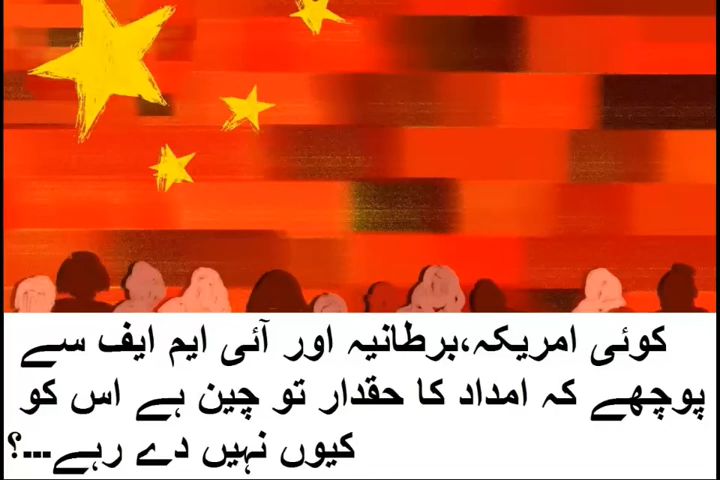 کوئی امریکہ،برطانیہ اور آئی ایم ایف سے
پوچھے کہ امداد کا حقدار تو چین ہے اس کو
کیوں نہیں دے رہے...؟